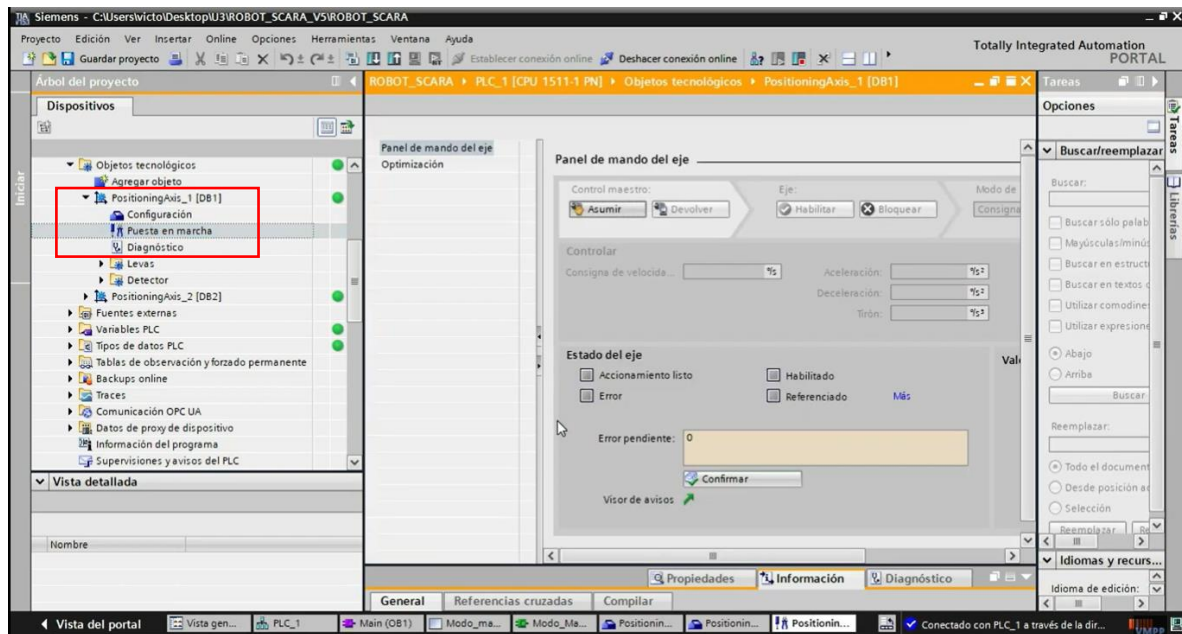 Siemens - C:\Users\victo\Desktop\U3\ROBOT_SCARA_V5\ROBOT_SCARA
Proyecto Edición Ver Insertar Online Opciones Herramientas Ventana Ayuda
Totally Integrated Automation
PORTAL
Guardar proyecto
Establecer conexión online
Deshacer conexión online
Árbol del proyecto
Dispositivos
Iniciar
Objetos tecnológicos
Agregar objeto
PositioningAxis_1 [DB1]
Configuración
Puesta en marcha
Diagnóstico
Levas
Detector
PositioningAxis_2 [DB2]
Fuentes externas
Variables PLC
Tipos de datos PLC
Tablas de observación y forzado permanente
Backups online
Traces
Comunicación OPC UA
Datos de proxy de dispositivo
Información del programa
Supervisiones y avisos del PLC
Vista detallada
Nombre
ROBOT_SCARA PLC_1 [CPU 1511-1 PN] Objetos tecnológicos PositioningAxis_1 [DB1]
Panel de mando del eje
Optimización
Panel de mando del eje
Control maestro: Eje: Modo de
Asumir Devolver Habilitar Bloquear Consigna
Controlar
Consigna de velocida... °/s Aceleración: °/s²
Deceleración: °/s²
Tirón: °/s³
Estado del eje
Accionamiento listo Habilitado
Error Referenciado Más
Error pendiente: 0
Confirmar
Visor de avisos
Propiedades Información Diagnóstico
General Referencias cruzadas Compilar
Tareas
Opciones
Buscar/reemplazar
Buscar:
Buscar sólo palab
Mayúsculas/minús
Buscar en estructu
Buscar en textos
Utilizar comodines
Utilizar expresione
Abajo
Arriba
Buscar
Reemplazar:
Todo el document
Desde posición a
Selección
Reemplazar
Idiomas y recurs...
Idioma de edición:
Tareas
Librerías
Vista del portal Vista gen... PLC_1 Main (OB1) Modo_ma... Modo_Ma... Positionin... Positionin... Positionin... Conectado con PLC_1 a través de la dir...